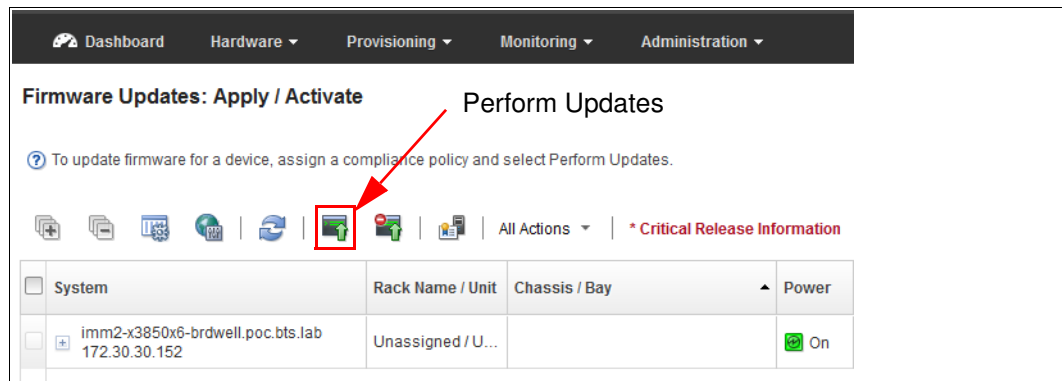 Dashboard Hardware Provisioning Monitoring Administration
Firmware Updates: Apply / Activate
Perform Updates
To update firmware for a device, assign a compliance policy and select Perform Updates.
All Actions * Critical Release Information
System Rack Name / Unit Chassis / Bay Power
imm2-x3850x6-brdwell.poc.bts.lab
172.30.30.152
Unassigned / U...
On